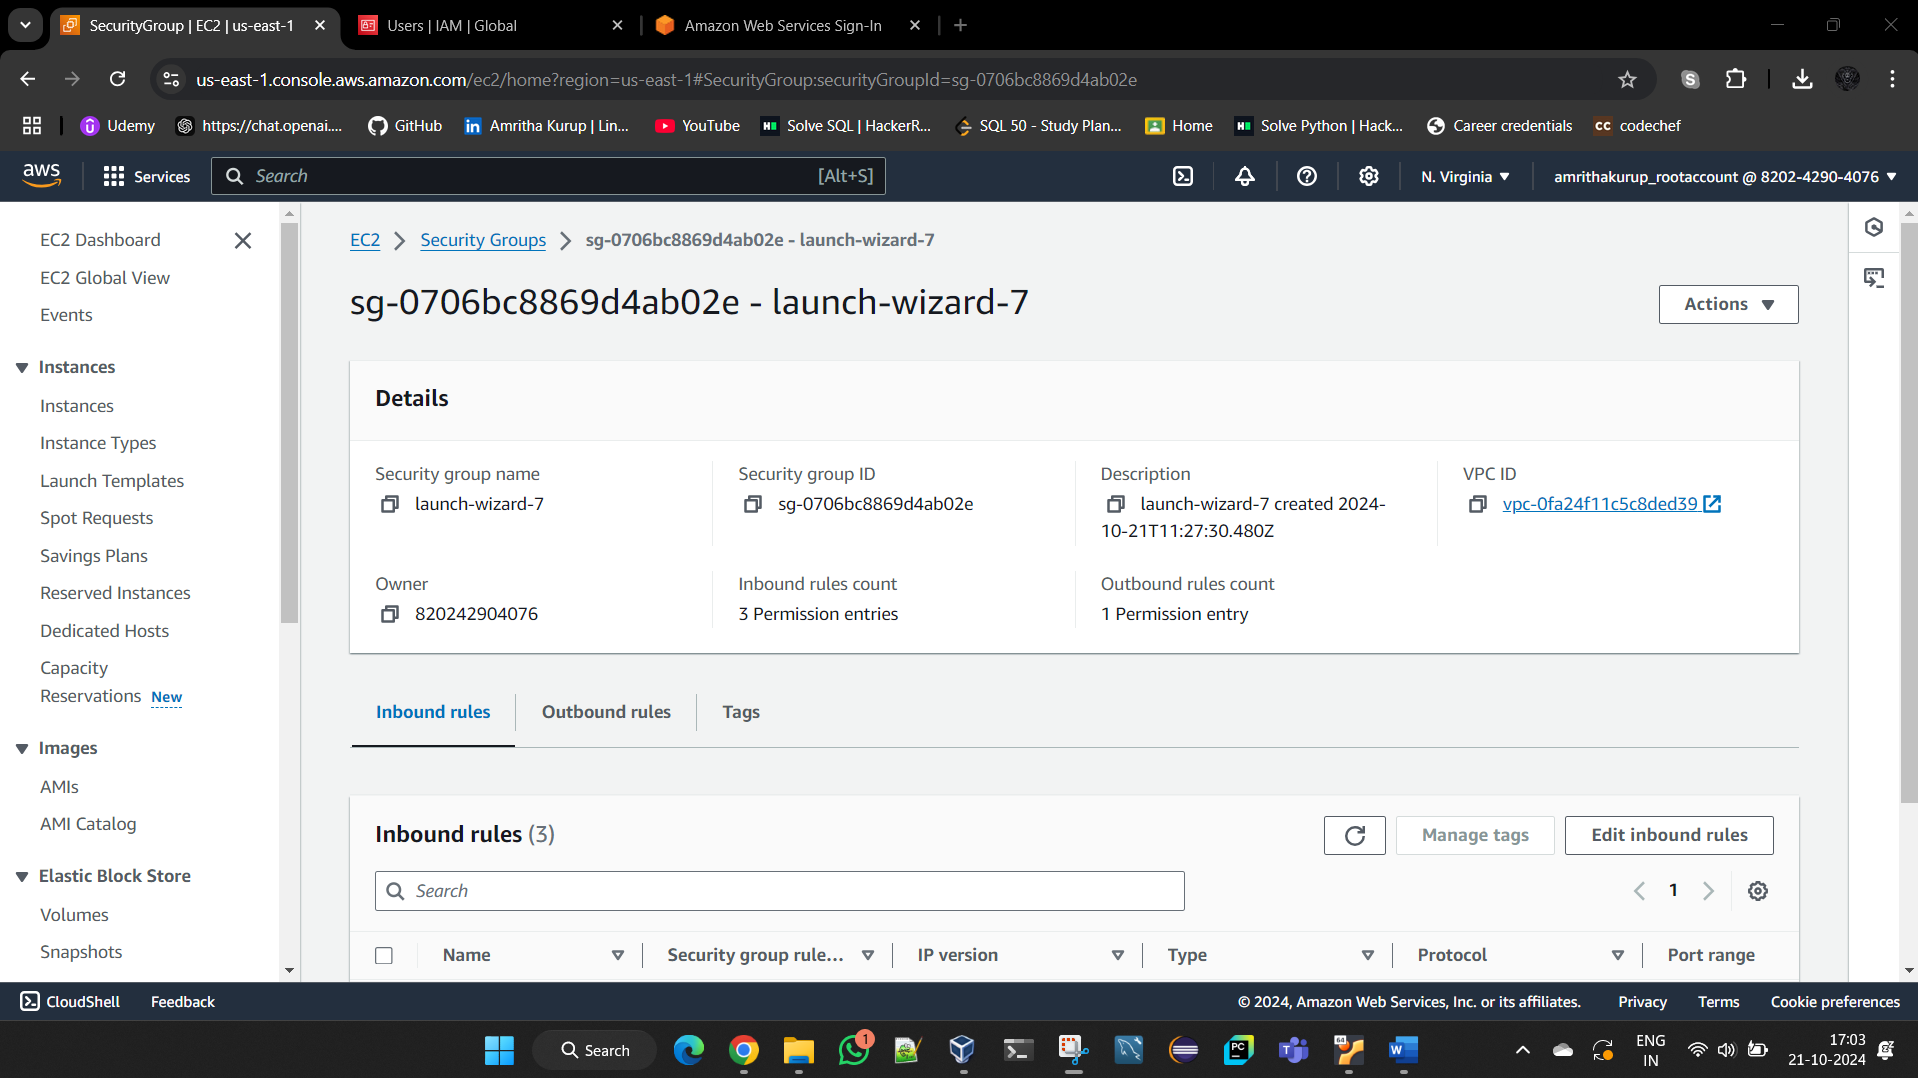 SecurityGroup | EC2 | us-east-1
Users | IAM | Global
Amazon Web Services Sign-In
us-east-1.console.aws.amazon.com/ec2/home?region=us-east-1#SecurityGroup:securityGroupId=sg-0706bc8869d4ab02e
Udemy
https://chat.openai....
GitHub
Amritha Kurup | Lin...
YouTube
Solve SQL | HackerR...
SQL 50 - Study Plan...
Home
Solve Python | Hack...
Career credentials
codechef
aws
Services
Search
[Alt+S]
N. Virginia
amrithakurup_rootaccount @ 8202-4290-4076
EC2 Dashboard
EC2 Global View
Events
Instances
Instances
Instance Types
Launch Templates
Spot Requests
Savings Plans
Reserved Instances
Dedicated Hosts
Capacity
Reservations New
Images
AMIs
AMI Catalog
Elastic Block Store
Volumes
Snapshots
EC2 > Security Groups > sg-0706bc8869d4ab02e - launch-wizard-7
sg-0706bc8869d4ab02e - launch-wizard-7
Actions
Details
Security group name
launch-wizard-7
Security group ID
sg-0706bc8869d4ab02e
Description
launch-wizard-7 created 2024-
10-21T11:27:30.480Z
VPC ID
vpc-0fa24f11c5c8ded39
Owner
820242904076
Inbound rules count
3 Permission entries
Outbound rules count
1 Permission entry
Inbound rules
Outbound rules
Tags
Inbound rules (3)
Manage tags
Edit inbound rules
Search
1
Name
Security group rule...
IP version
Type
Protocol
Port range
CloudShell
Feedback
© 2024, Amazon Web Services, Inc. or its affiliates.
Privacy
Terms
Cookie preferences
Search
1
ENG
IN
17:03
21-10-2024